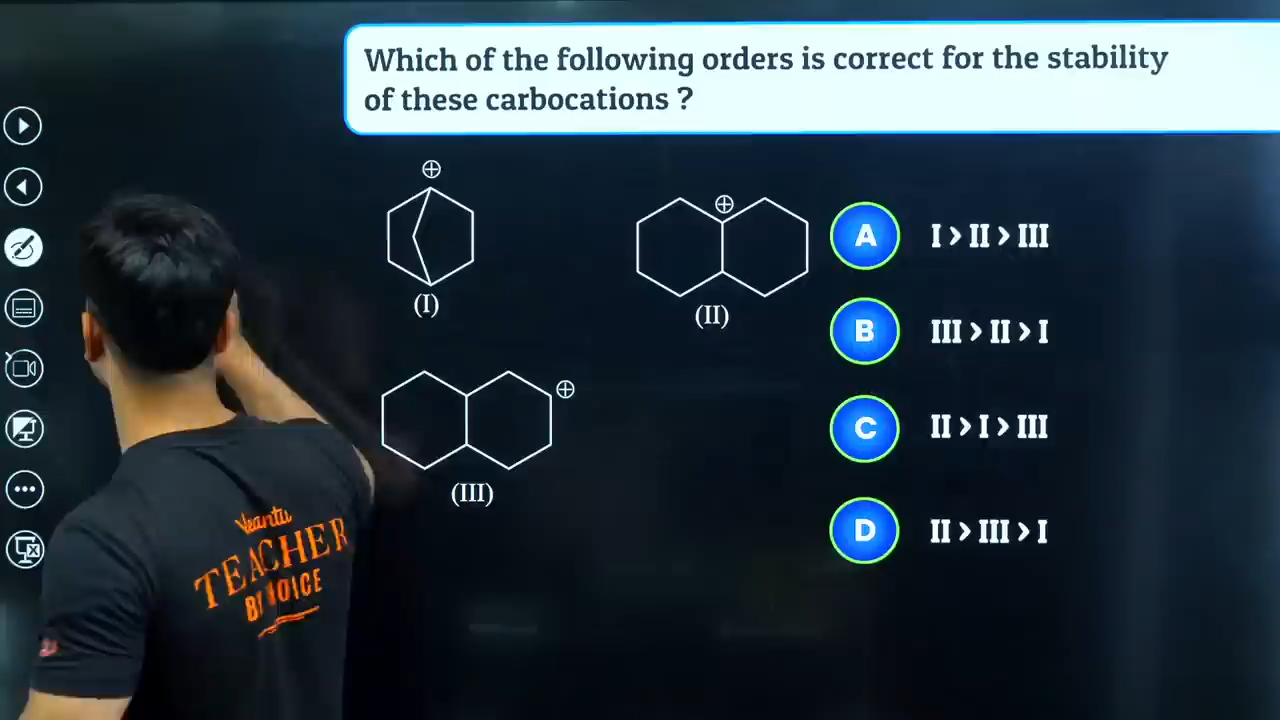 Which of the following orders is correct for the stability
of these carbocations ?
⊕
(I)
⊕
(II)
⊕
(III)
A I > II > III
B III > II > I
C II > I > III
D II > III > I
TEACHER
BY